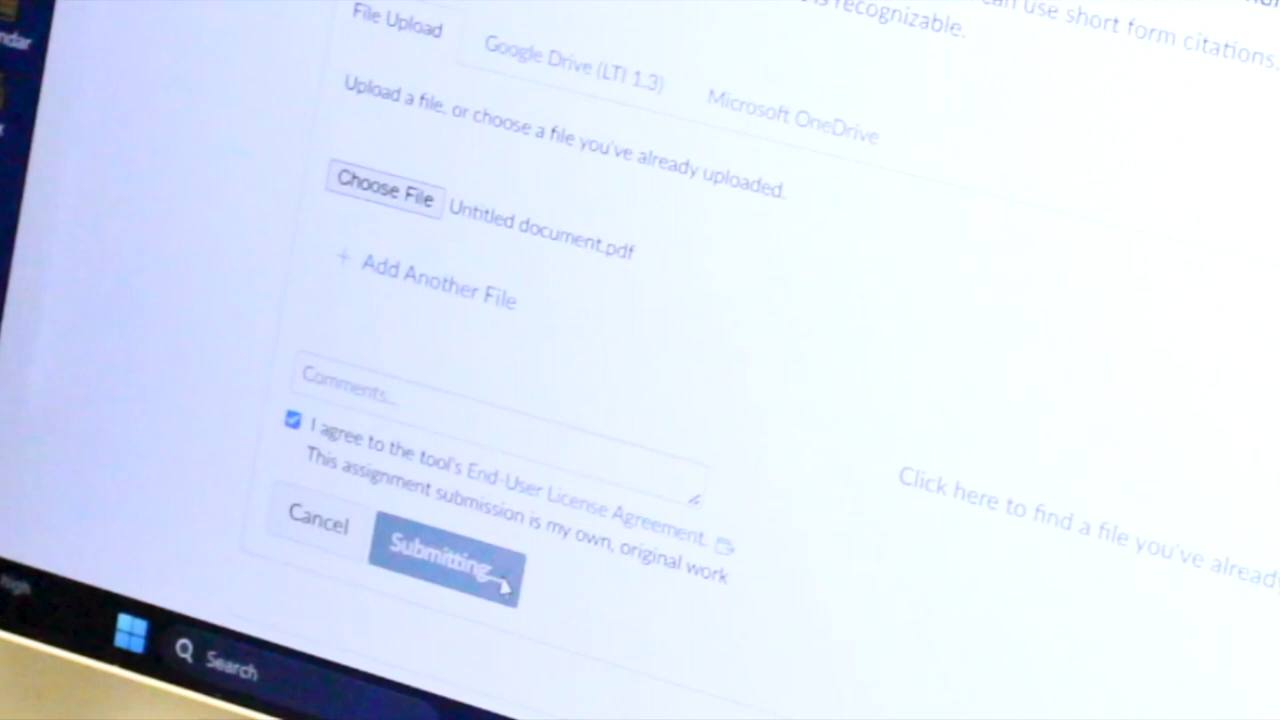 can use short form citations.
is recognizable.
File Upload
Google Drive (LTI 1.3)
Microsoft OneDrive
Upload a file, or choose a file you've already uploaded.
Choose File Untitled document.pdf
+ Add Another File
Comments...
I agree to the tool's End-User License Agreement.
This assignment submission is my own, original work
Cancel
Submitting...
Click here to find a file you've already
Search